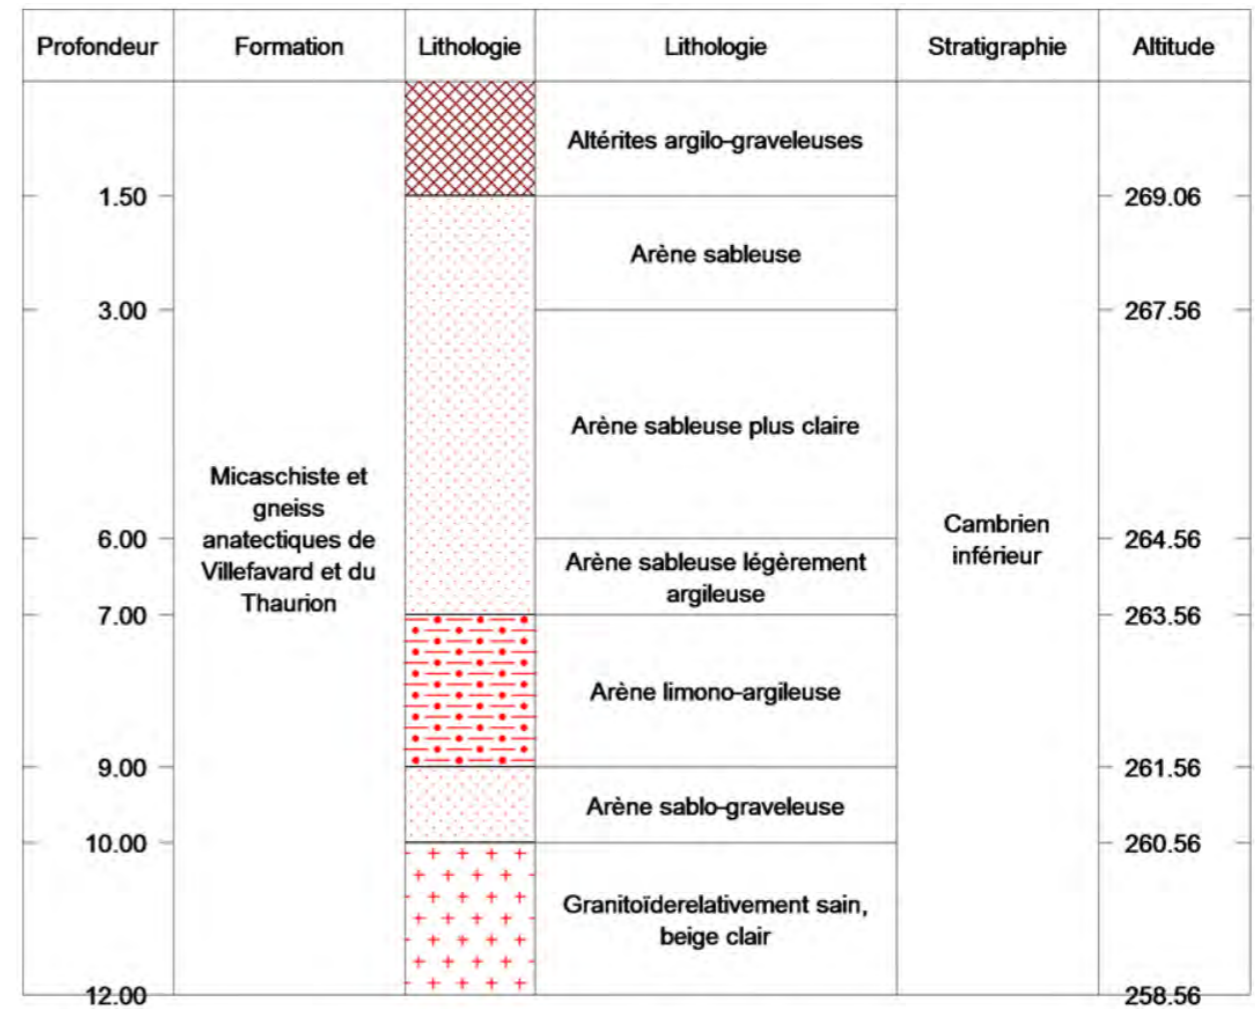 Profondeur Formation Lithologie Lithologie Stratigraphie Altitude
Altérites argilo-graveleuses
1.50 269.06
Arène sableuse
3.00 267.56
Arène sableuse plus claire
Micaschiste et
gneiss
anatectiques de
Villefavard et du
Thaurion
Cambrien
inférieur
6.00 264.56
Arène sableuse légèrement
argileuse
7.00 263.56
Arène limono-argileuse
9.00 261.56
Arène sablo-graveleuse
10.00 260.56
Granitoïderelativement sain,
beige clair
12.00 258.56